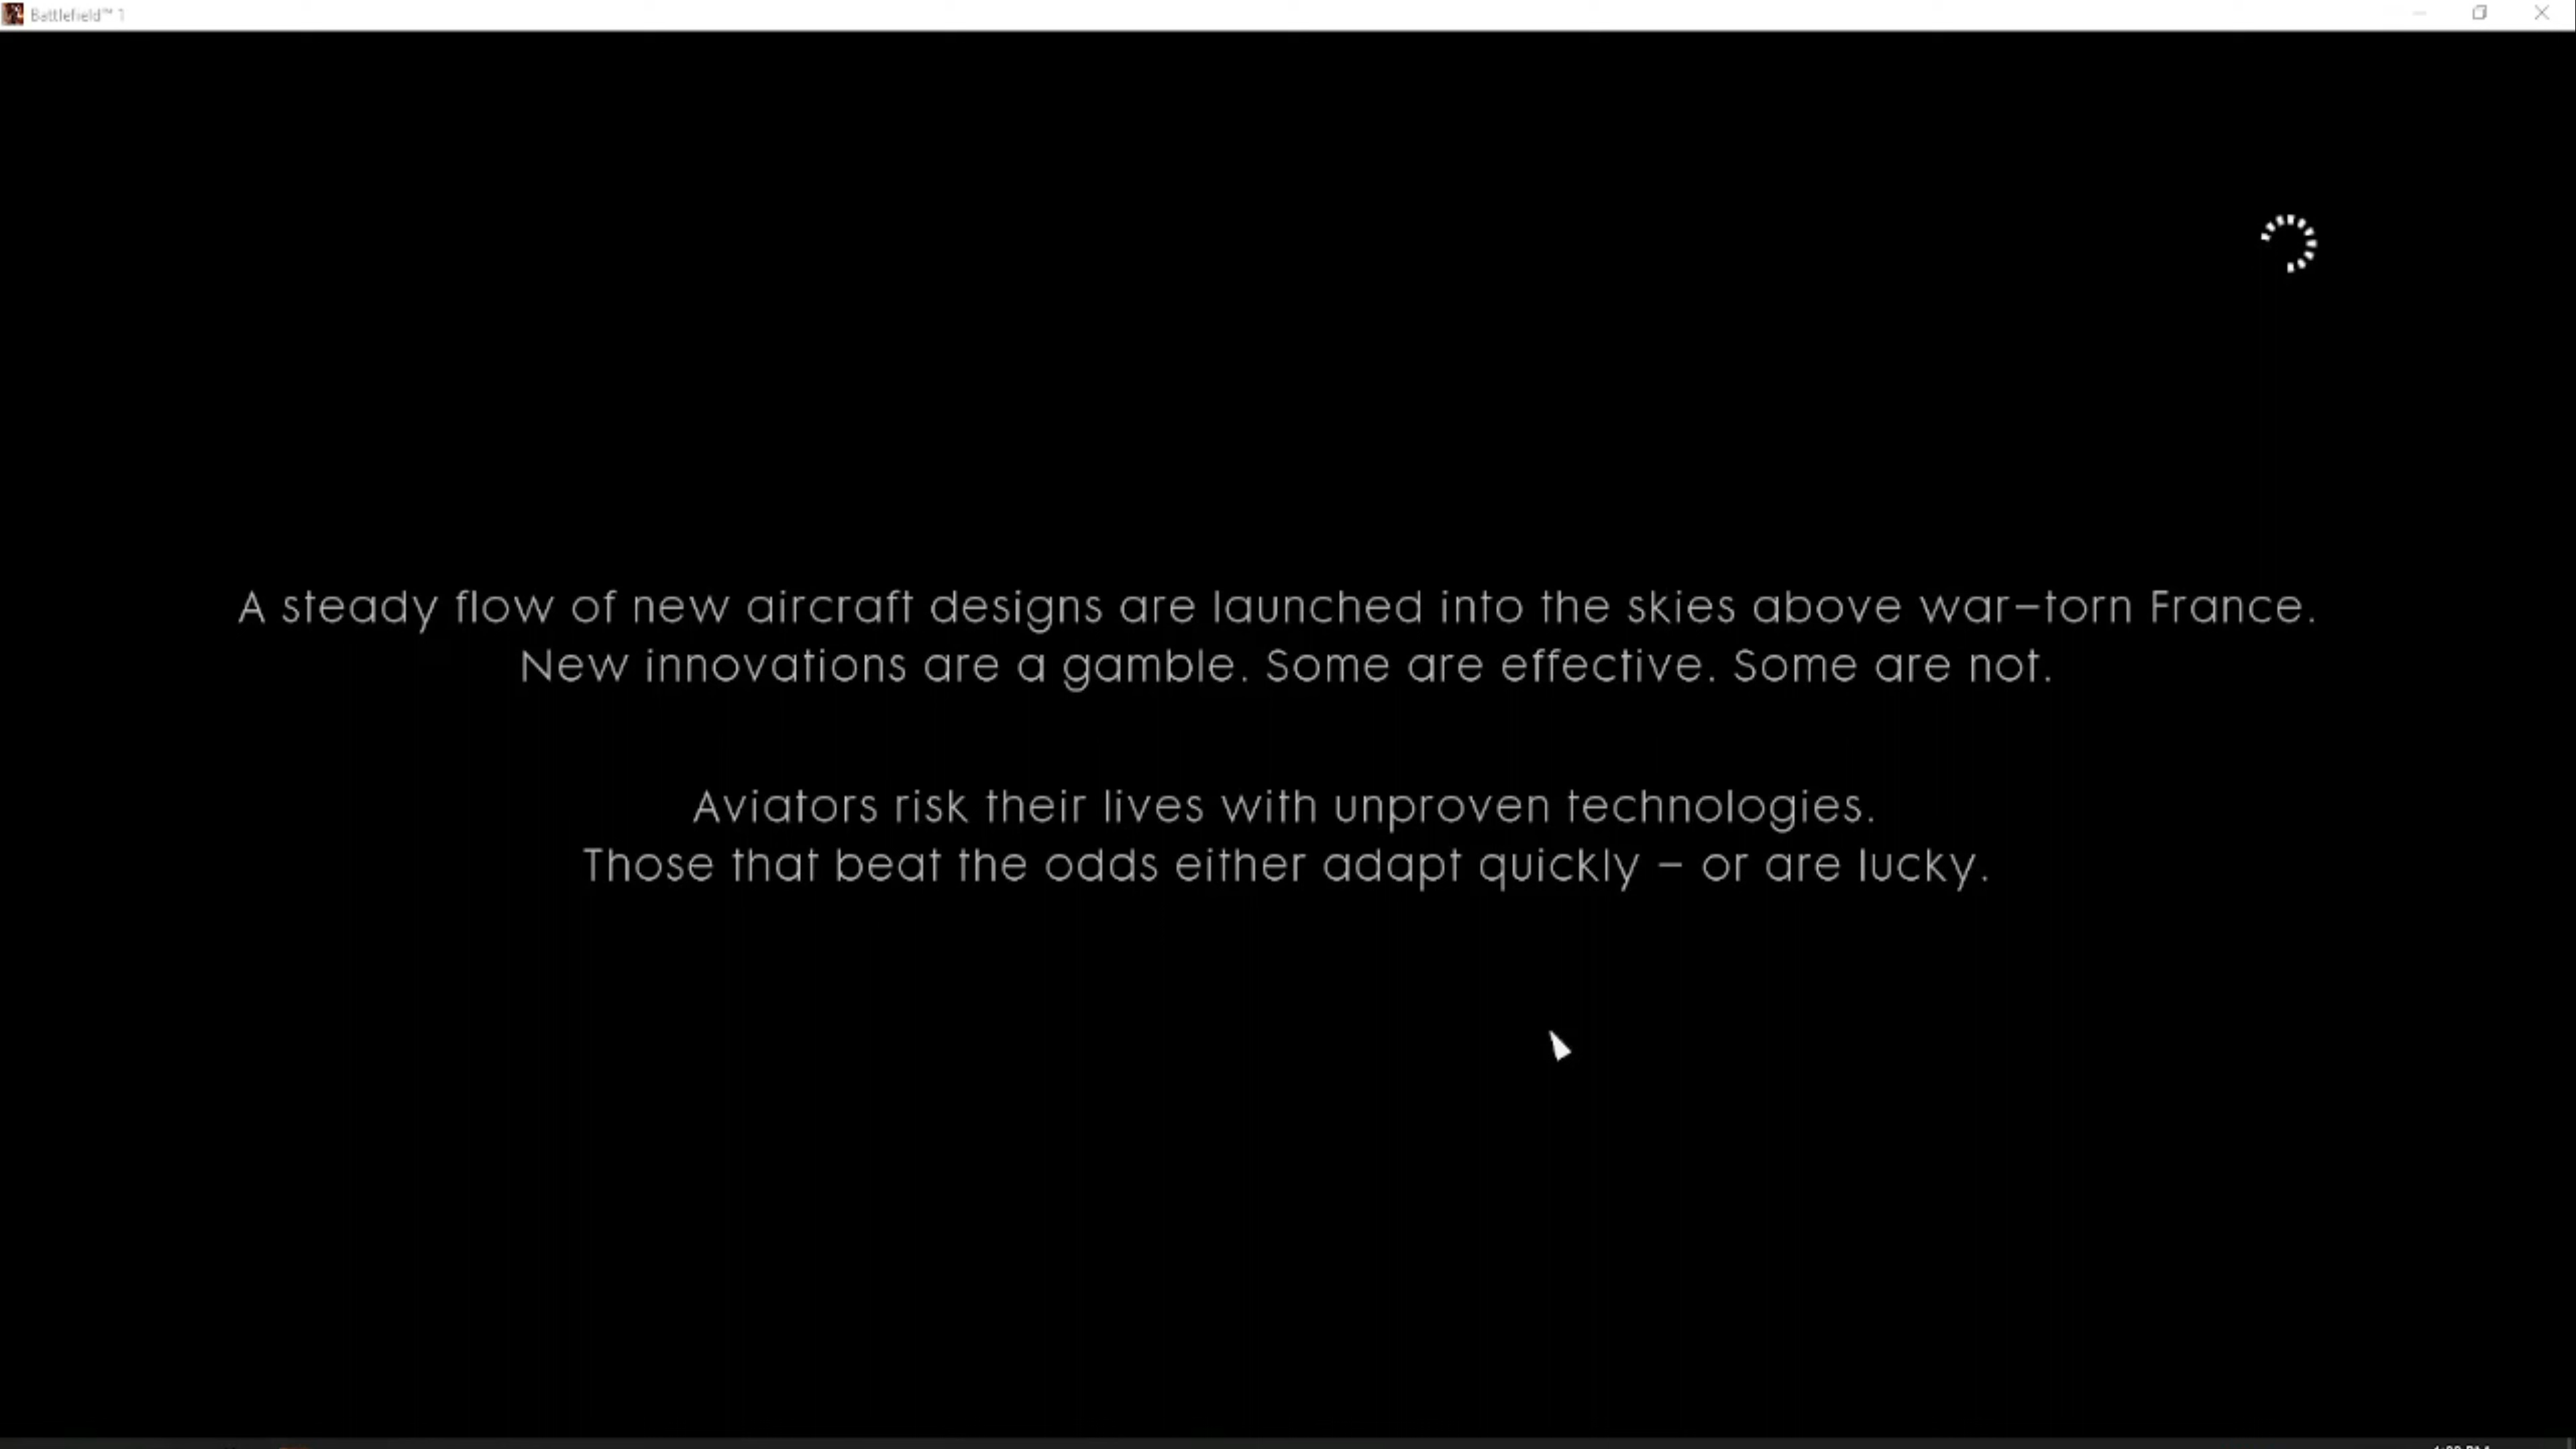 Battlefield™ 1
A steady flow of new aircraft designs are launched into the skies above war–torn France.
New innovations are a gamble. Some are effective. Some are not.
Aviators risk their lives with unproven technologies.
Those that beat the odds either adapt quickly – or are lucky.